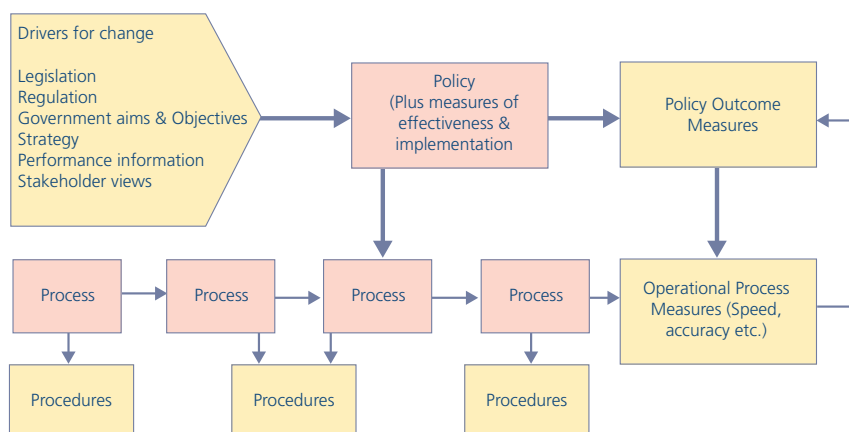 Drivers for change
Legislation
Regulation
Government aims & Objectives
Strategy
Performance information
Stakeholder views
Policy
(Plus measures of
effectiveness &
implementation
Policy Outcome
Measures
Process
Process
Process
Process
Operational Process
Measures (Speed,
accuracy etc.)
Procedures
Procedures
Procedures